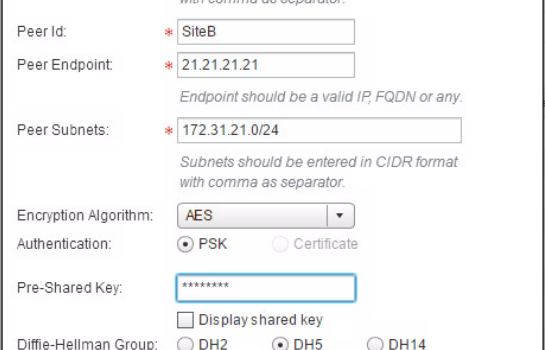 with comma as separator.
Peer Id: * SiteB
Peer Endpoint: * 21.21.21.21
Endpoint should be a valid IP, FQDN or any.
Peer Subnets: * 172.31.21.0/24
Subnets should be entered in CIDR format
with comma as separator.
Encryption Algorithm: AES
Authentication: PSK Certificate
Pre-Shared Key: ********
Display shared key
Diffie-Hellman Group: DH2 DH5 DH14